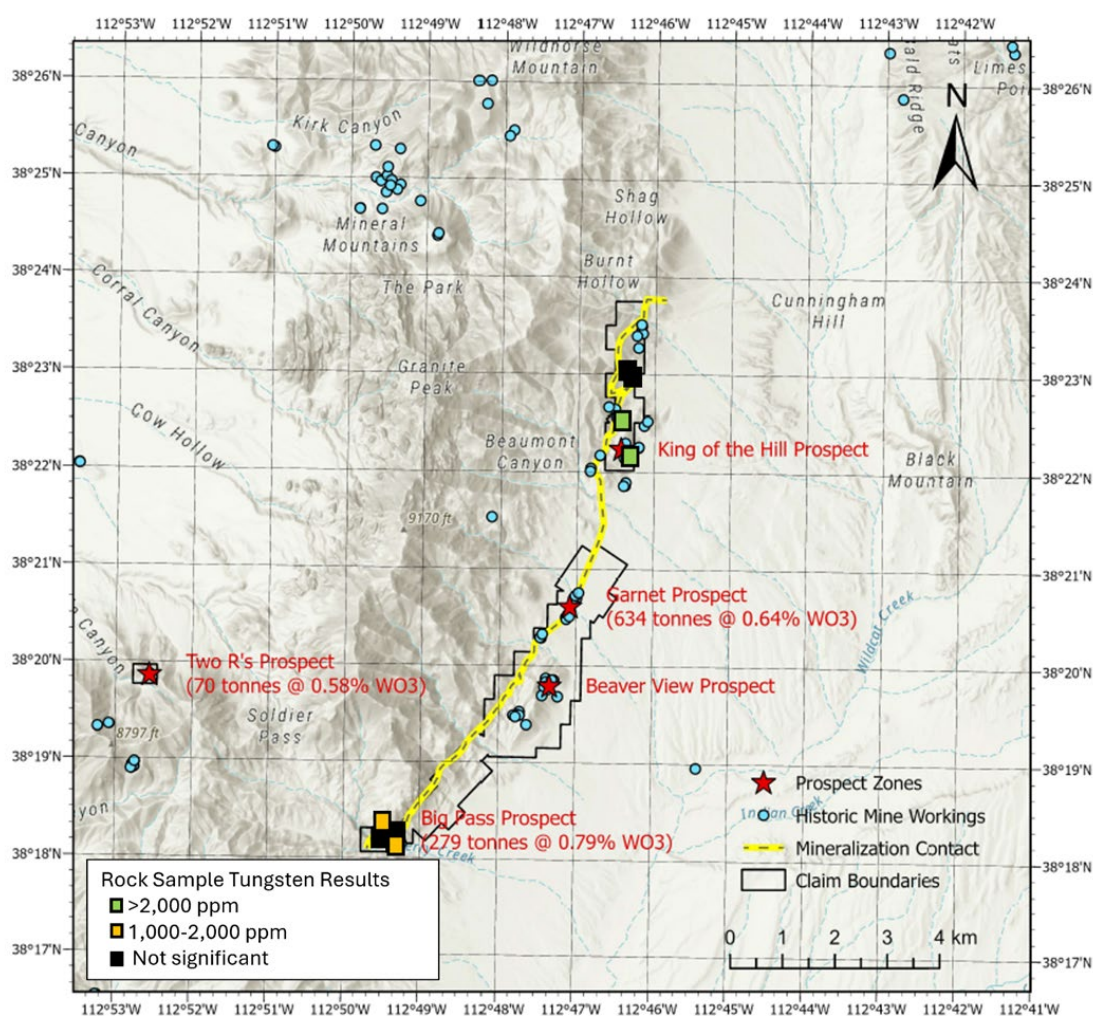 112°53'W 112°52'W 112°51'W 112°50'W 112°49'W 112°48'W 112°47'W 112°46'W 112°45'W 112°44'W 112°43'W 112°42'W
38°26'N
38°25'N
38°24'N
38°23'N
38°22'N
38°21'N
38°20'N
38°19'N
38°18'N
38°17'N
38°26'N
38°25'N
38°24'N
38°23'N
38°22'N
38°21'N
38°20'N
38°19'N
38°18'N
38°17'N
Wildhorse
Mountain
ald Ridge
ats
Limes
Poi
N
Kirk Canyon
Canyon
Shag
Hollow
Mineral
Mountains
Burnt
Hollow
The Park
Corral Canyon
Cunningham
Hill
Granite
Peak
Cow Hollow
Beaumont
Canyon
King of the Hill Prospect
Black
Mountain
9170 ft
Garnet Prospect
(634 tonnes @ 0.64% WO3)
Wildcat Creek
Canyon
Two R's Prospect
(70 tonnes @ 0.58% WO3)
Beaver View Prospect
Soldier
Pass
8797 ft
yon
Indian Creek
Big Pass Prospect
(279 tonnes @ 0.79% WO3)
Creek
Prospect Zones
Historic Mine Workings
Mineralization Contact
Claim Boundaries
0 1 2 3 4 km
Rock Sample Tungsten Results
>2,000 ppm
1,000-2,000 ppm
Not significant
112°53'W 112°52'W 112°51'W 112°50'W 112°49'W 112°48'W 112°47'W 112°46'W 112°45'W 112°44'W 112°43'W 112°42'W 112°41'W